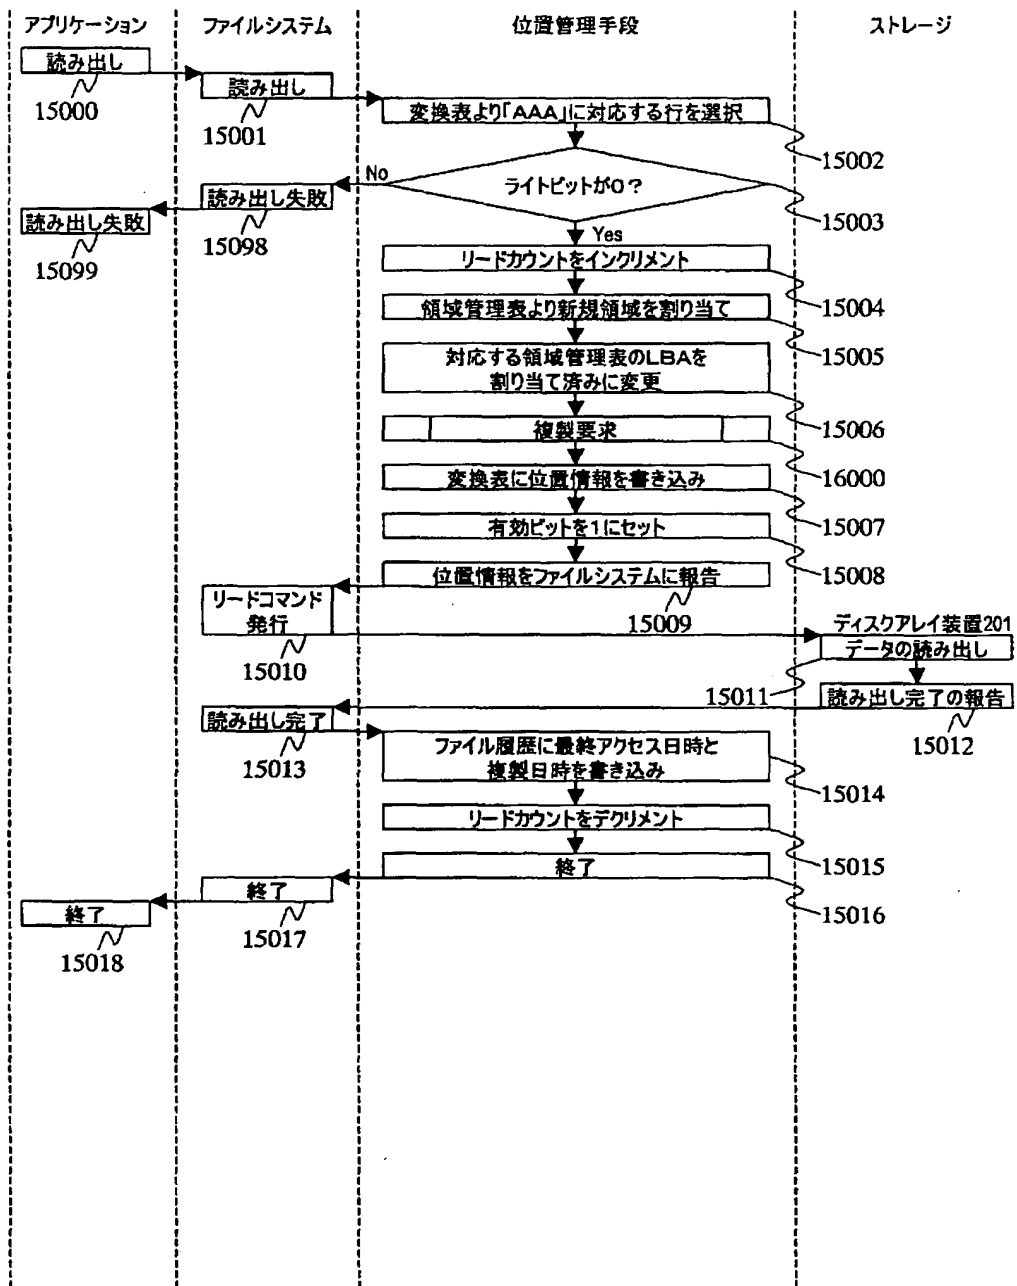 アプリケーション
ファイルシステム
位置管理手段
ストレージ
読み出し
15000
読み出し
15001
変換表より「AAA」に対応する行を選択
15002
ライトビットが0?
No
Yes
15003
読み出し失敗
15098
読み出し失敗
15099
リードカウントをインクリメント
15004
領域管理表より新規領域を割り当て
15005
対応する領域管理表のLBAを
割り当て済みに変更
15006
複製要求
16000
変換表に位置情報を書き込み
15007
有効ビットを1にセット
15008
位置情報をファイルシステムに報告
15009
リードコマンド
発行
15010
ディスクアレイ装置201
データの読み出し
15011
読み出し完了の報告
15012
読み出し完了
15013
ファイル履歴に最終アクセス日時と
複製日時を書き込み
15014
リードカウントをデクリメント
15015
終了
15016
終了
15017
終了
15018